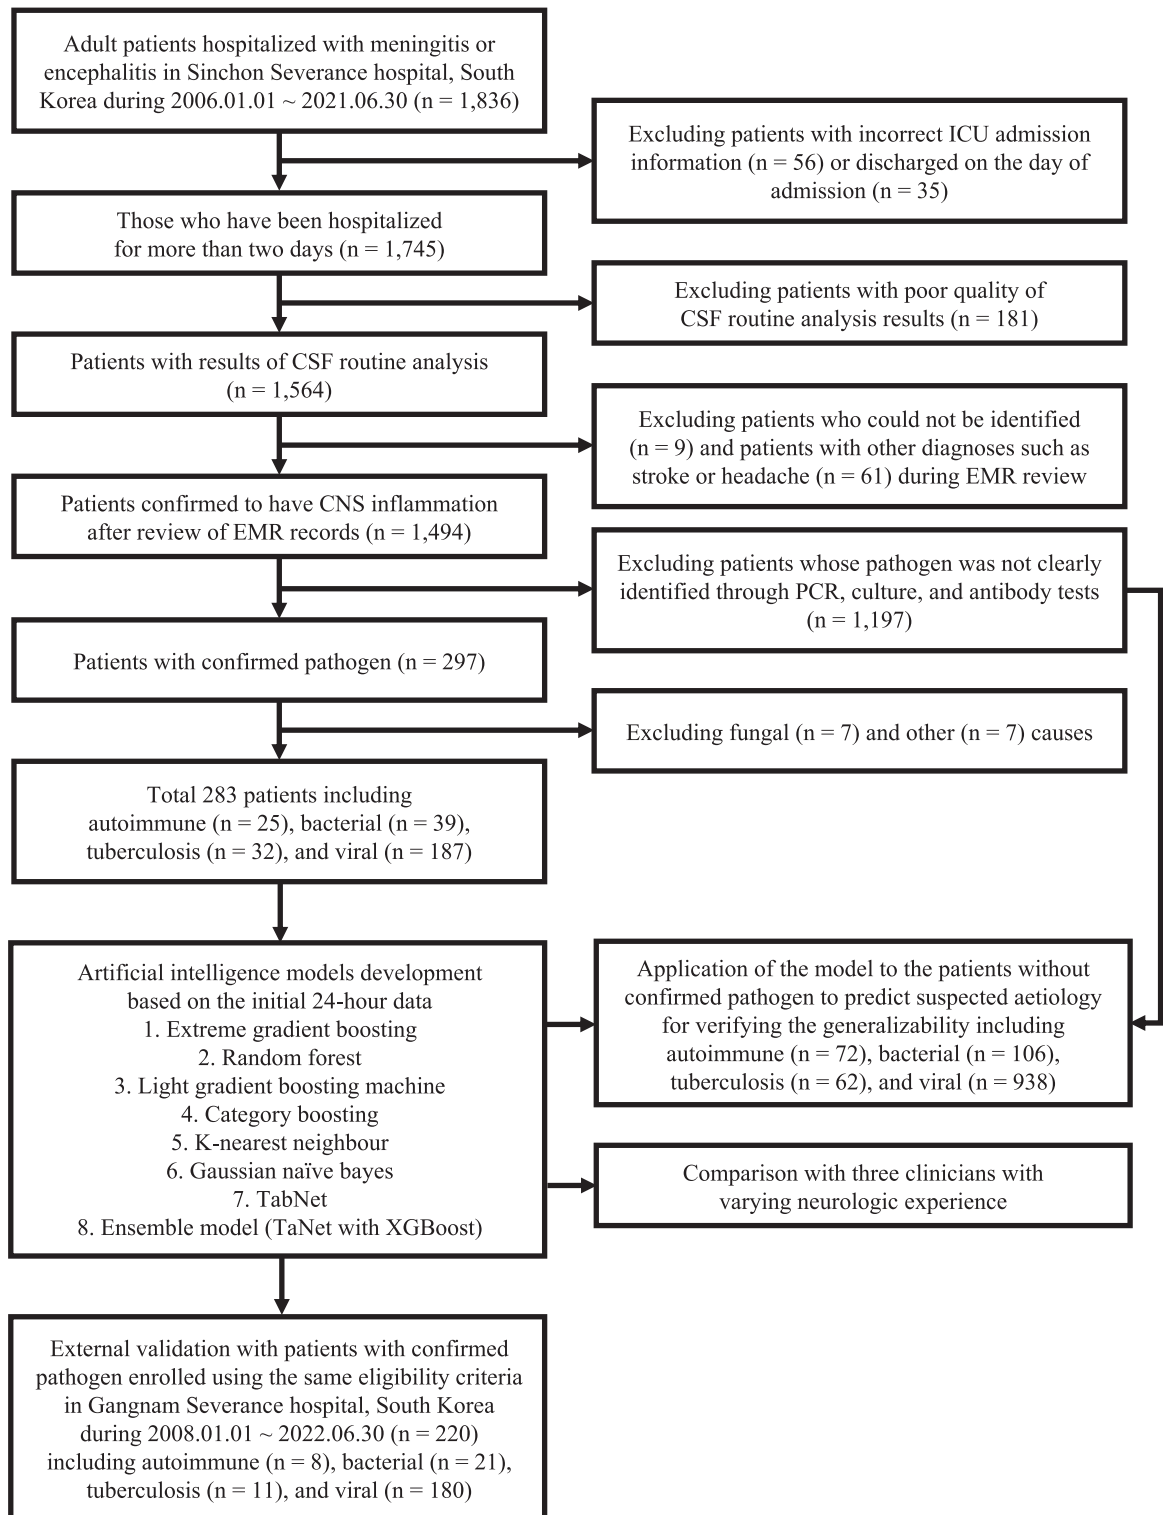 Adult patients hospitalized with meningitis or
encephalitis in Sinchon Severance hospital, South
Korea during 2006.01.01 ~ 2021.06.30 (n = 1,836)
Excluding patients with incorrect ICU admission
information (n = 56) or discharged on the day of
admission (n = 35)
Those who have been hospitalized
for more than two days (n = 1,745)
Excluding patients with poor quality of
CSF routine analysis results (n = 181)
Patients with results of CSF routine analysis
(n = 1,564)
Excluding patients who could not be identified
(n = 9) and patients with other diagnoses such as
stroke or headache (n = 61) during EMR review
Patients confirmed to have CNS inflammation
after review of EMR records (n = 1,494)
Excluding patients whose pathogen was not clearly
identified through PCR, culture, and antibody tests
(n = 1,197)
Patients with confirmed pathogen (n = 297)
Excluding fungal (n = 7) and other (n = 7) causes
Total 283 patients including
autoimmune (n = 25), bacterial (n = 39),
tuberculosis (n = 32), and viral (n = 187)
Artificial intelligence models development
based on the initial 24-hour data
1. Extreme gradient boosting
2. Random forest
3. Light gradient boosting machine
4. Category boosting
5. K-nearest neighbour
6. Gaussian naïve bayes
7. TabNet
8. Ensemble model (TaNet with XGBoost)
Application of the model to the patients without
confirmed pathogen to predict suspected aetiology
for verifying the generalizability including
autoimmune (n = 72), bacterial (n = 106),
tuberculosis (n = 62), and viral (n = 938)
Comparison with three clinicians with
varying neurologic experience
External validation with patients with confirmed
pathogen enrolled using the same eligibility criteria
in Gangnam Severance hospital, South Korea
during 2008.01.01 ~ 2022.06.30 (n = 220)
including autoimmune (n = 8), bacterial (n = 21),
tuberculosis (n = 11), and viral (n = 180)